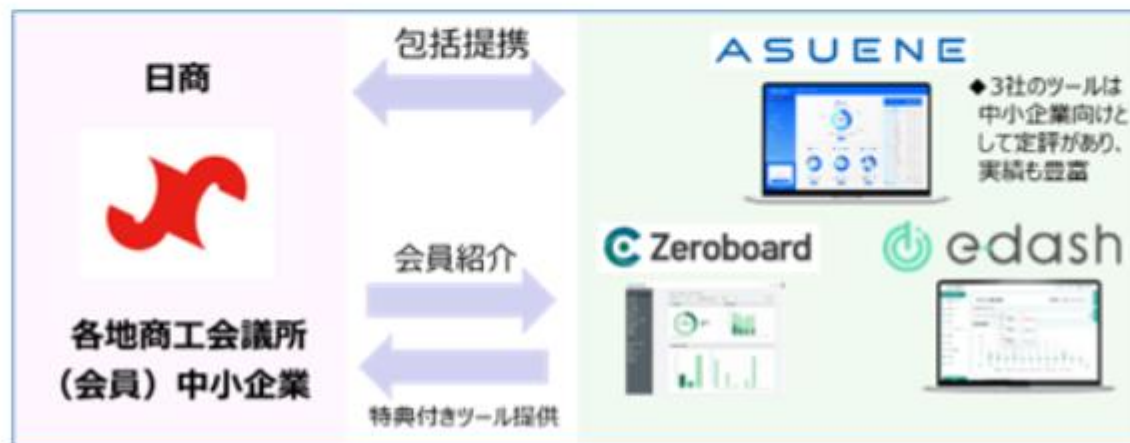 日商
各地商工会議所
（会員）中小企業
包括提携
会員紹介
特典付きツール提供
ASUENE
◆3社のツールは
中小企業向けと
して定評があり、
実績も豊富
Zeroboard
e-dash